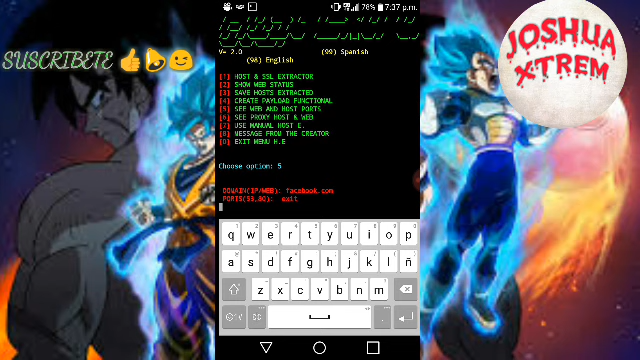 78% 7:37 p.m.
SUSCRIBETE
JOSHUA
XTREM
V= 2.0 (99) Spanish
(98) English
[1] HOST & SSL EXTRACTOR
[2] SHOW WEB STATUS
[3] SAVE HOSTS EXTRACTED
[4] CREATE PAYLOAD FUNCTIONAL
[5] SEE WEB AND HOST PORTS
[6] SEE PROXY HOST & WEB
[7] USE MANUAL HOST E.
[8] MESSAGE FROM THE CREATOR
[0] EXIT MENU H.E
Choose option: 5
DOMAIN(IP/WEB): facebook.com
PORTS(53,80): exit
q w e r t y u i o p
a s d f g h j k l ñ
z x c v b n m